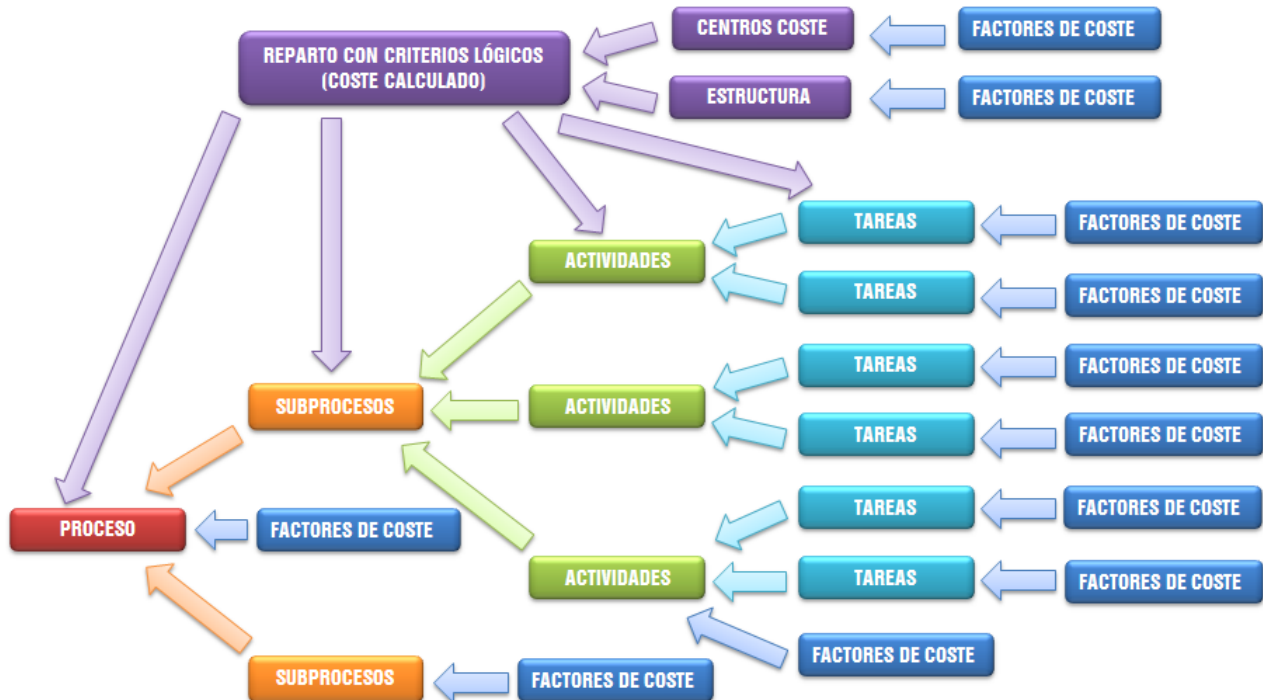 CENTROS COSTE
FACTORES DE COSTE
REPARTO CON CRITERIOS LÓGICOS
(COSTE CALCULADO)
ESTRUCTURA
FACTORES DE COSTE
TAREAS
FACTORES DE COSTE
ACTIVIDADES
TAREAS
FACTORES DE COSTE
TAREAS
FACTORES DE COSTE
SUBPROCESOS
ACTIVIDADES
TAREAS
FACTORES DE COSTE
TAREAS
FACTORES DE COSTE
PROCESO
FACTORES DE COSTE
ACTIVIDADES
TAREAS
FACTORES DE COSTE
FACTORES DE COSTE
SUBPROCESOS
FACTORES DE COSTE